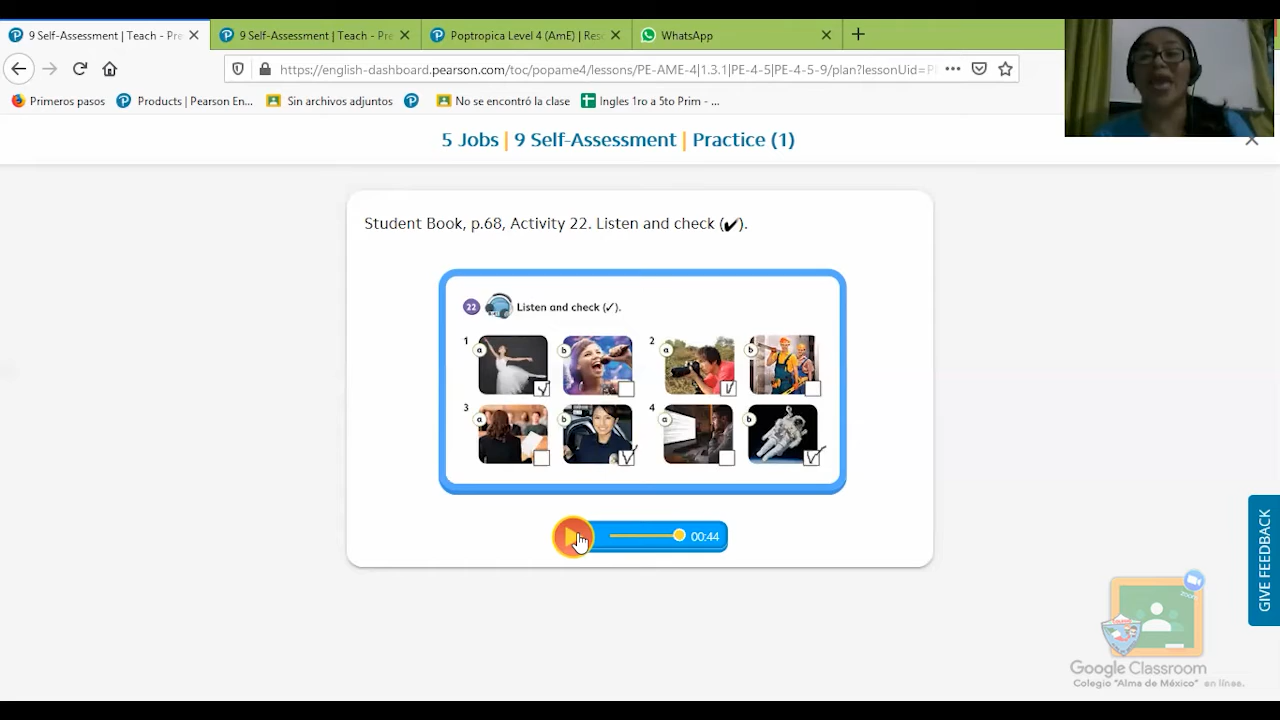 9 Self-Assessment | Teach - Pre
9 Self-Assessment | Teach - Pre
Poptropica Level 4 (AmE) | Res
WhatsApp
https://english-dashboard.pearson.com/toc/popame4/lessons/PE-AME-4|1.3.1|PE-4-5|PE-4-5-9/plan?lessonUid=P
Primeros pasos
Products | Pearson En...
Sin archivos adjuntos
No se encontró la clase
Ingles 1ro a 5to Prim - ...
5 Jobs | 9 Self-Assessment | Practice (1)
Student Book, p.68, Activity 22. Listen and check (✔).
22 Listen and check (✓).
1 a b 2 a b
3 a b 4 a b
00:44
GIVE FEEDBACK
zoom
Google Classroom
Colegio "Alma de México" en línea.